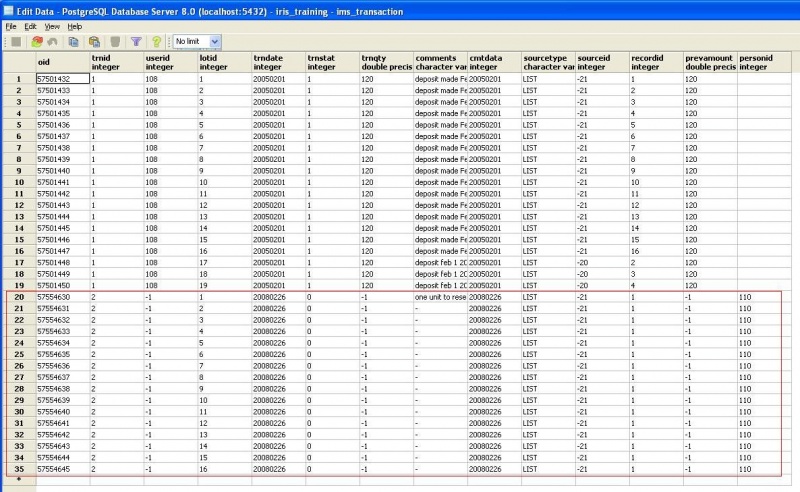 Edit Data - PostgreSQL Database Server 8.0 (localhost:5432) - iris_training - ims_transaction
File Edit View Help
No limit
oid trnid userid lotid trndate trnstat trnqty comments cmtdata sourcetype sourceid recordid prevamount personid
integer integer integer integer integer double precis character var integer character var integer integer double precis integer
1 57501432 1 108 1 20050201 1 120 deposit made Fe 20050201 LIST -21 1 120
2 57501433 1 108 2 20050201 1 120 deposit made Fe 20050201 LIST -21 2 120
3 57501434 1 108 3 20050201 1 120 deposit made Fe 20050201 LIST -21 3 120
4 57501435 1 108 4 20050201 1 120 deposit made Fe 20050201 LIST -21 4 120
5 57501436 1 108 5 20050201 1 120 deposit made Fe 20050201 LIST -21 5 120
6 57501437 1 108 6 20050201 1 120 deposit made Fe 20050201 LIST -21 6 120
7 57501438 1 108 7 20050201 1 120 deposit made Fe 20050201 LIST -21 7 120
8 57501439 1 108 8 20050201 1 120 deposit made Fe 20050201 LIST -21 8 120
9 57501440 1 108 9 20050201 1 120 deposit made Fe 20050201 LIST -21 9 120
10 57501441 1 108 10 20050201 1 120 deposit made Fe 20050201 LIST -21 10 120
11 57501442 1 108 11 20050201 1 120 deposit made Fe 20050201 LIST -21 11 120
12 57501443 1 108 12 20050201 1 120 deposit made Fe 20050201 LIST -21 12 120
13 57501444 1 108 13 20050201 1 120 deposit made Fe 20050201 LIST -21 13 120
14 57501445 1 108 14 20050201 1 120 deposit made Fe 20050201 LIST -21 14 120
15 57501446 1 108 15 20050201 1 120 deposit made Fe 20050201 LIST -21 15 120
16 57501447 1 108 16 20050201 1 120 deposit made Fe 20050201 LIST -21 16 120
17 57501448 1 108 17 20050201 1 120 deposit feb 1 20 20050201 LIST -20 2 120
18 57501449 1 108 18 20050201 1 120 deposit feb 1 20 20050201 LIST -20 3 120
19 57501450 1 108 19 20050201 1 120 deposit feb 1 20 20050201 LIST -20 4 120
20 57554630 2 -1 1 20080226 0 -1 one unit to rese 20080226 LIST -21 1 -1 110
21 57554631 2 -1 2 20080226 0 -1 - 20080226 LIST -21 1 -1 110
22 57554632 2 -1 3 20080226 0 -1 - 20080226 LIST -21 1 -1 110
23 57554633 2 -1 4 20080226 0 -1 - 20080226 LIST -21 1 -1 110
24 57554634 2 -1 5 20080226 0 -1 - 20080226 LIST -21 1 -1 110
25 57554635 2 -1 6 20080226 0 -1 - 20080226 LIST -21 1 -1 110
26 57554636 2 -1 7 20080226 0 -1 - 20080226 LIST -21 1 -1 110
27 57554637 2 -1 8 20080226 0 -1 - 20080226 LIST -21 1 -1 110
28 57554638 2 -1 9 20080226 0 -1 - 20080226 LIST -21 1 -1 110
29 57554639 2 -1 10 20080226 0 -1 - 20080226 LIST -21 1 -1 110
30 57554640 2 -1 11 20080226 0 -1 - 20080226 LIST -21 1 -1 110
31 57554641 2 -1 12 20080226 0 -1 - 20080226 LIST -21 1 -1 110
32 57554642 2 -1 13 20080226 0 -1 - 20080226 LIST -21 1 -1 110
33 57554643 2 -1 14 20080226 0 -1 - 20080226 LIST -21 1 -1 110
34 57554644 2 -1 15 20080226 0 -1 - 20080226 LIST -21 1 -1 110
35 57554645 2 -1 16 20080226 0 -1 - 20080226 LIST -21 1 -1 110
*